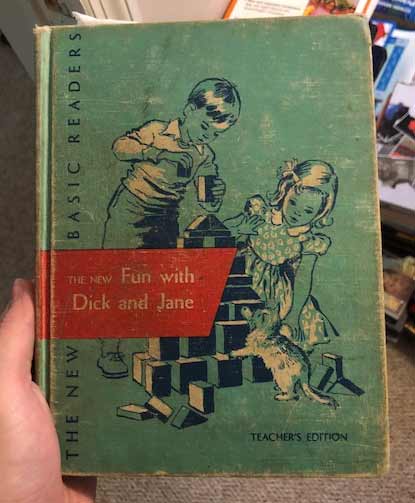 THE NEW BASIC READERS
THE NEW Fun with
Dick and Jane
TEACHER'S EDITION